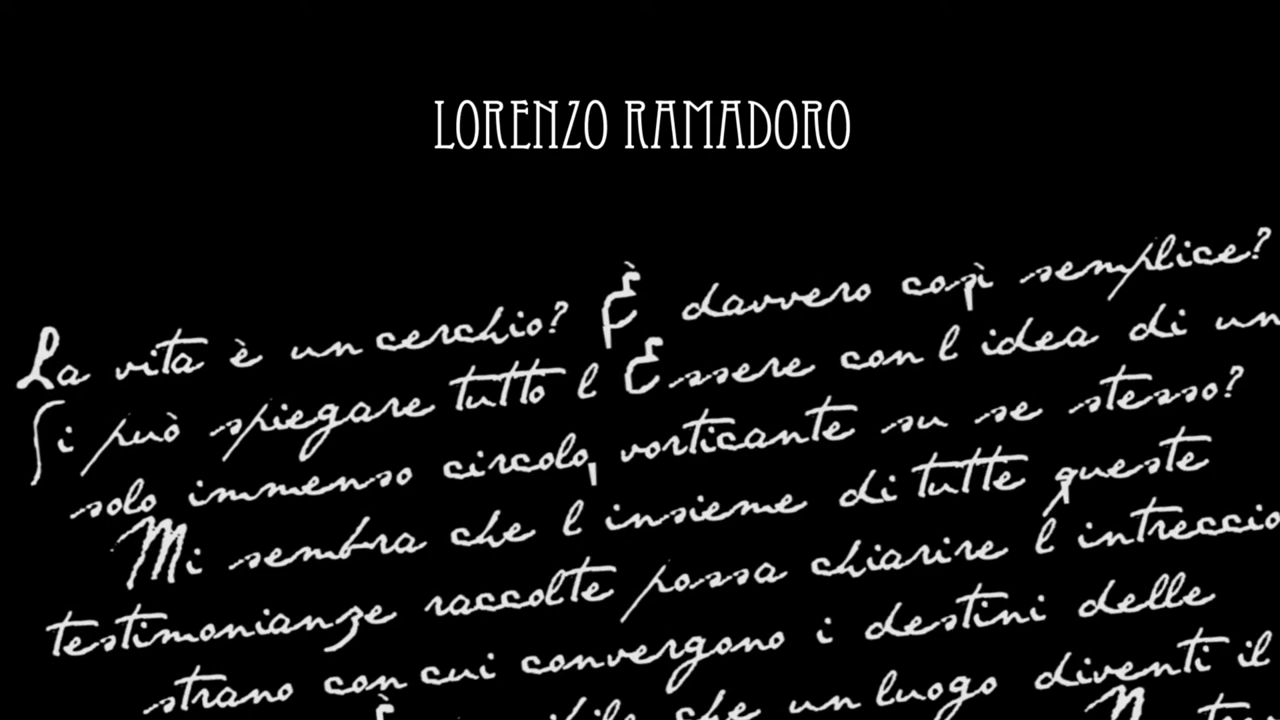 LORENZO RAMADORO
La vita è un cerchio? È davvero così semplice?
Si può spiegare tutto l Essere con l idea di un
solo immenso circolo, vorticante su se stesso?
Mi sembra che l insieme di tutte queste
testimonianze raccolte possa chiarire l intreccio
strano con cui convergono i destini delle
È che un luogo diventi il